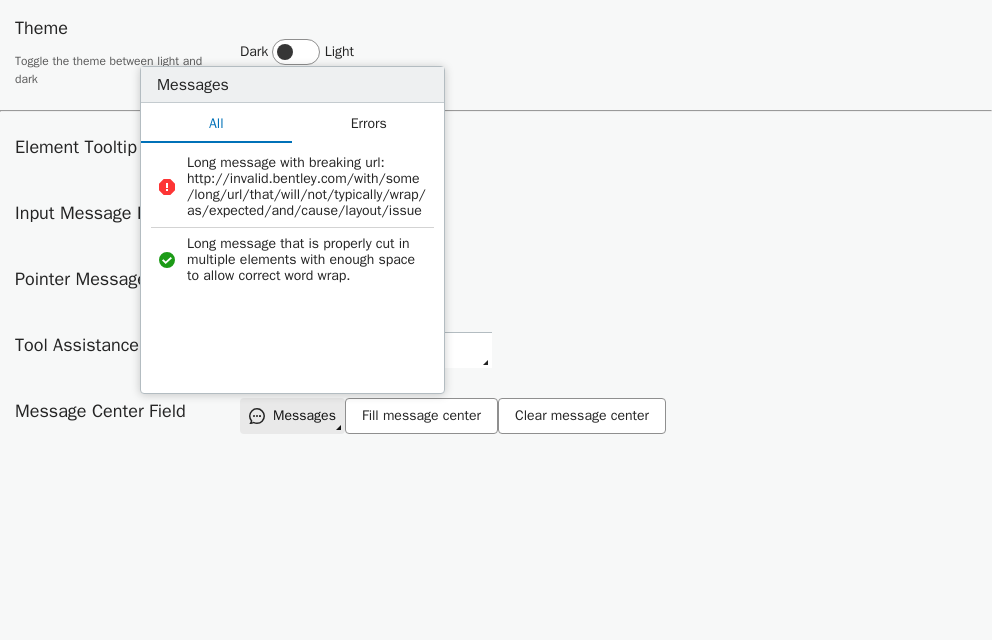 Theme
Toggle the theme between light and
dark
Dark
Light
Messages
All
Errors
Long message with breaking url:
http://invalid.bentley.com/with/some
/long/url/that/will/not/typically/wrap/
as/expected/and/cause/layout/issue
Long message that is properly cut in
multiple elements with enough space
to allow correct word wrap.
Element Tooltip
Input Message
Pointer Message
Tool Assistance
Message Center Field
Messages
Fill message center
Clear message center